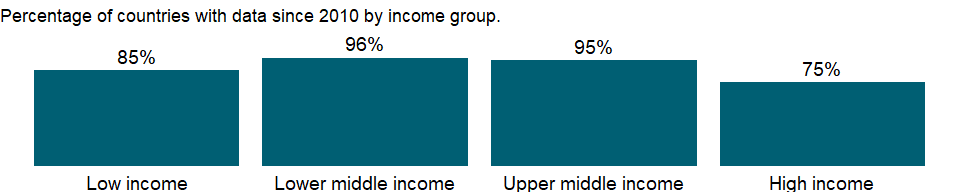 Percentage of countries with data since 2010 by income group.
85%
96%
95%
75%
Low income
Lower middle income
Upper middle income
High income